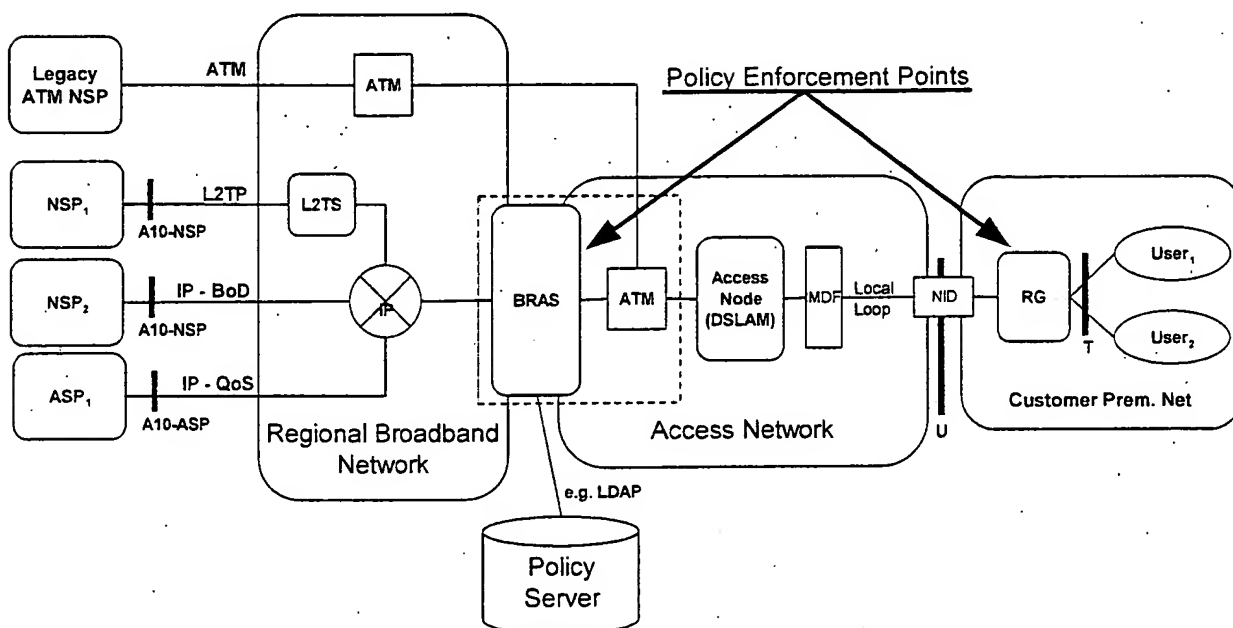 Legacy
ATM NSP
ATM
ATM
Policy Enforcement Points
NSP1
L2TP
A10-NSP
L2TS
NSP2
IP - BoD
A10-NSP
IP
BRAS
ATM
Access
Node
(DSLAM)
MDF
Local
Loop
NID
RG
T
User1
User2
ASP1
IP - QoS
A10-ASP
Regional Broadband
Network
Access Network
U
Customer Prem. Net
e.g. LDAP
Policy
Server